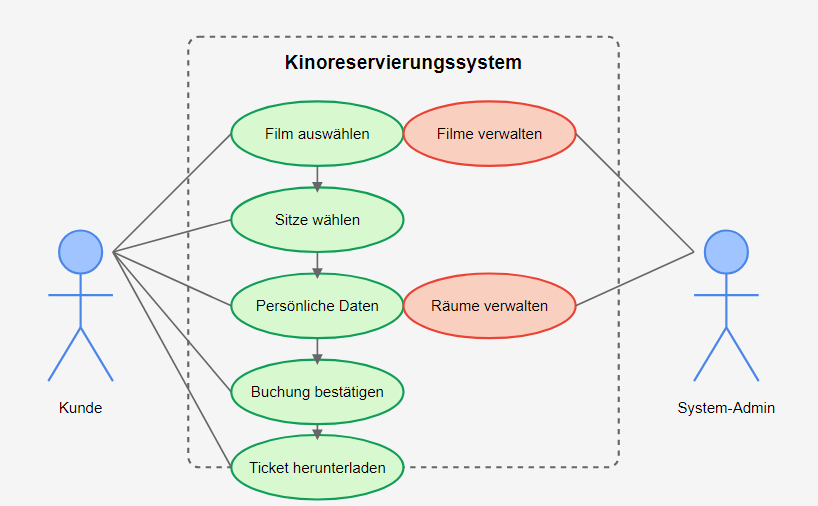 Kinoreservierungssystem
Film auswählen
Filme verwalten
Sitze wählen
Persönliche Daten
Räume verwalten
Buchung bestätigen
Kunde
System-Admin
Ticket herunterladen